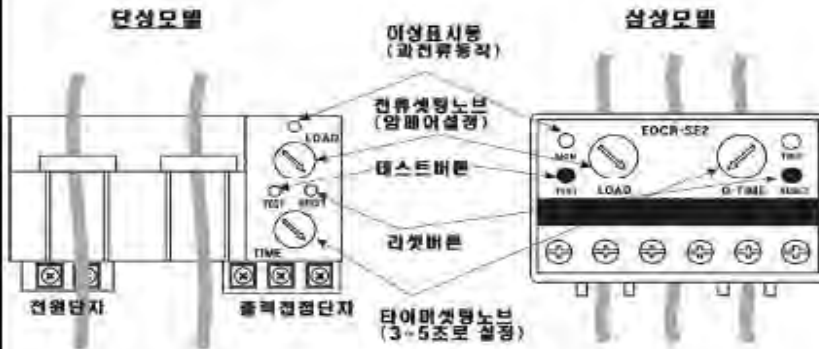 단상모델
삼상모델
이상표시등
(과전류동작)
전류셋팅노브
(암페어설정)
테스트버튼
리셋버튼
타이머셋팅노브
(3~5초로 설정)
LOAD
TEST
TIME
전원단자
출력접점단자
EOCR-SE2
TEST
LOAD
O-TIME
RESET